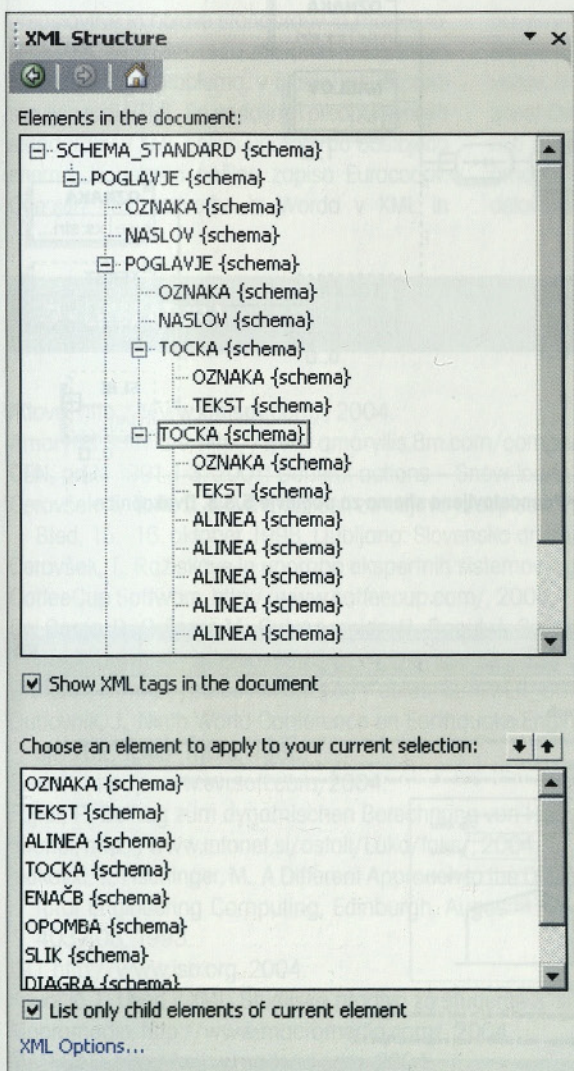 XML Structure
Elements in the document:
SCHEMA_STANDARD {schema}
POGLAVJE {schema}
OZNAKA {schema}
NASLOV {schema}
POGLAVJE {schema}
OZNAKA {schema}
NASLOV {schema}
TOCKA {schema}
OZNAKA {schema}
TEKST {schema}
TOCKA {schema}
OZNAKA {schema}
TEKST {schema}
ALINEA {schema}
ALINEA {schema}
ALINEA {schema}
ALINEA {schema}
ALINEA {schema}
Show XML tags in the document
Choose an element to apply to your current selection:
OZNAKA {schema}
TEKST {schema}
ALINEA {schema}
TOCKA {schema}
ENAČB {schema}
OPOMBA {schema}
SLIK {schema}
DIAGRA {schema}
List only child elements of current element
XML Options...